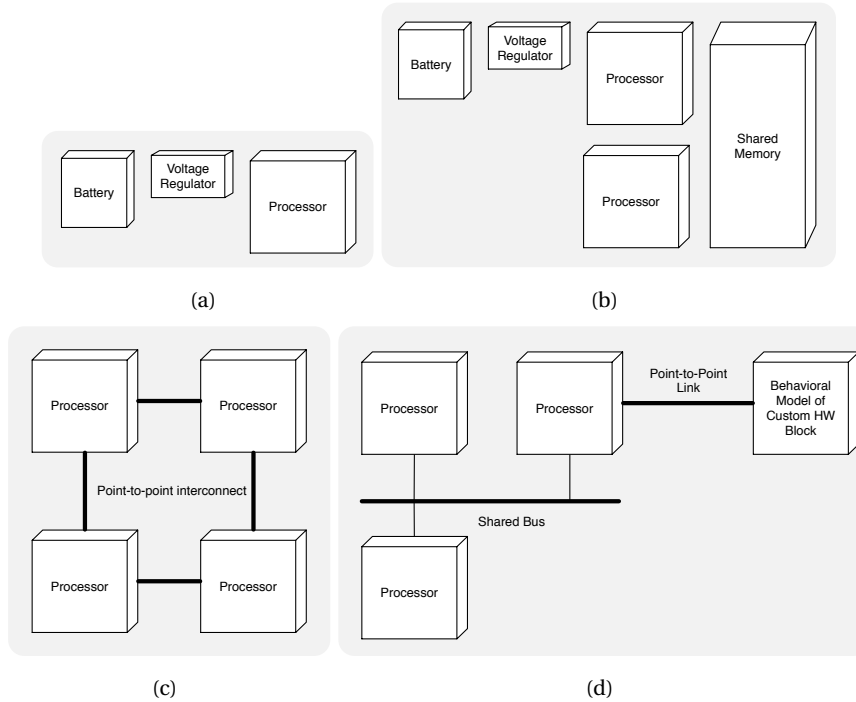 Battery
Voltage
Regulator
Processor
(a)
Battery
Voltage
Regulator
Processor
Processor
Shared
Memory
(b)
Processor
Processor
Point-to-point interconnect
Processor
Processor
(c)
Processor
Processor
Point-to-Point
Link
Behavioral
Model of
Custom HW
Block
Shared Bus
Processor
(d)